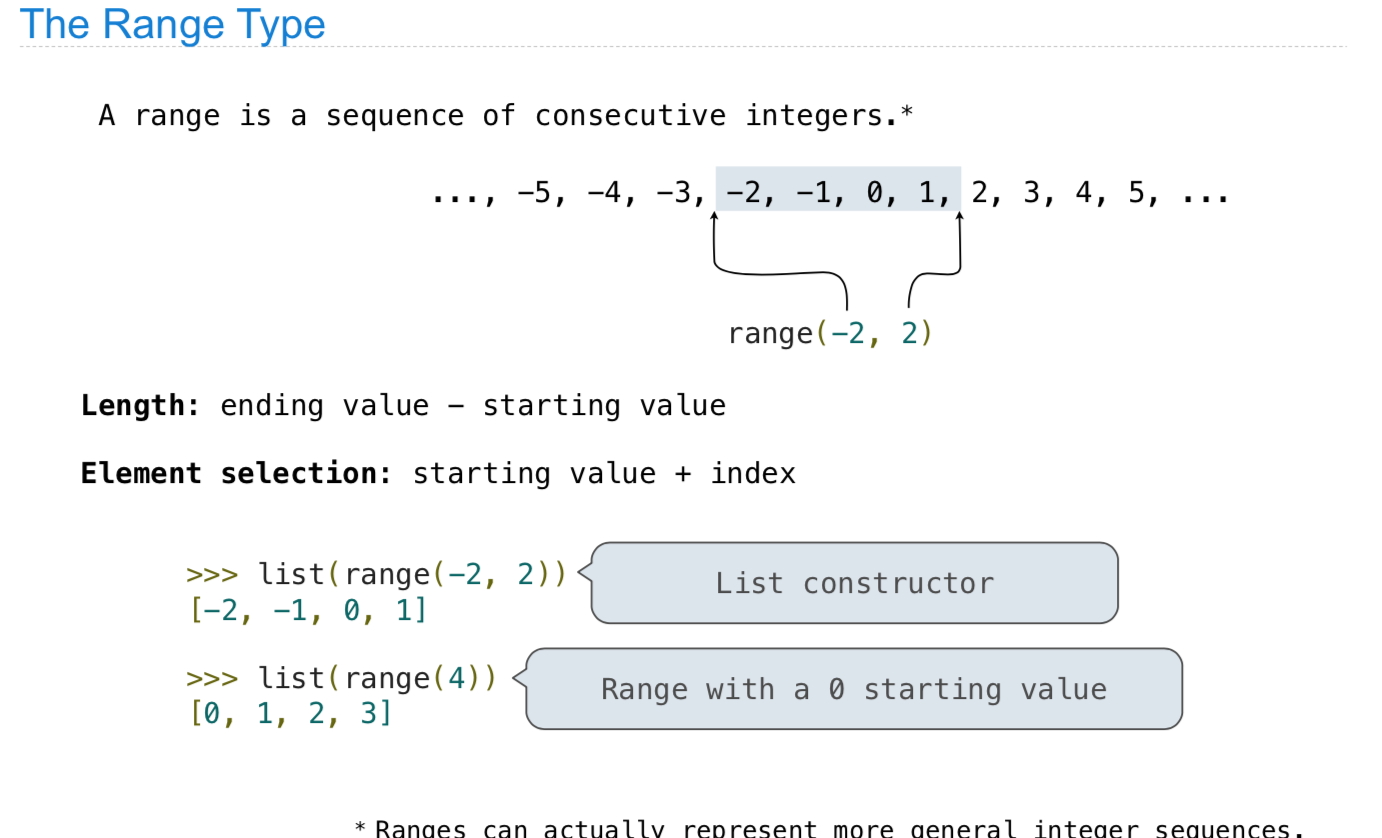 The Range Type
A range is a sequence of consecutive integers.*
..., −5, −4, −3, −2, −1, 0, 1, 2, 3, 4, 5, ...
range(−2, 2)
Length: ending value − starting value
Element selection: starting value + index
>>> list(range(−2, 2))
List constructor
[−2, −1, 0, 1]
>>> list(range(4))
Range with a 0 starting value
[0, 1, 2, 3]
* Ranges can actually represent more general integer sequences.